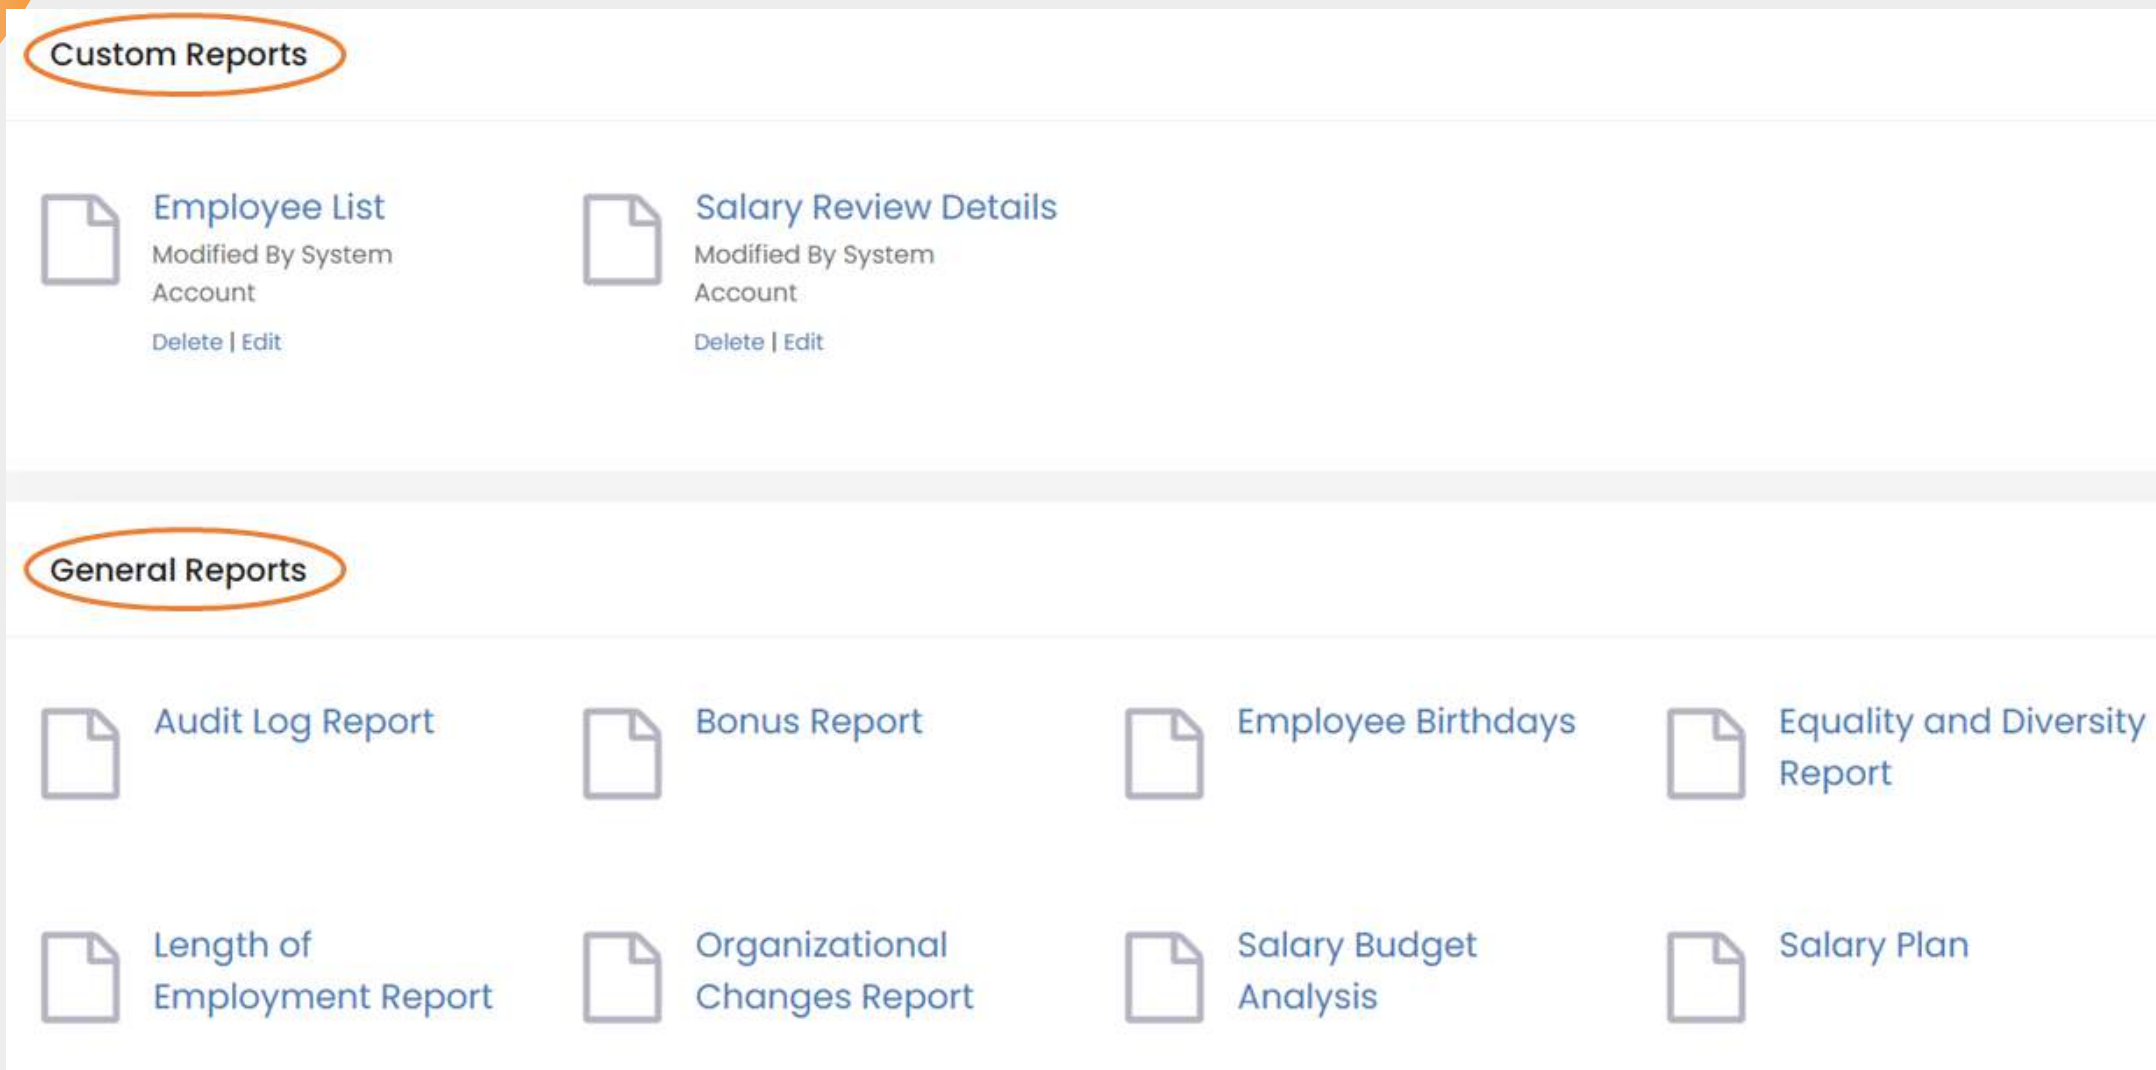 Custom Reports
Employee List
Modified By System
Account
Delete | Edit
Salary Review Details
Modified By System
Account
Delete | Edit
General Reports
Audit Log Report
Bonus Report
Employee Birthdays
Equality and Diversity
Report
Length of
Employment Report
Organizational
Changes Report
Salary Budget
Analysis
Salary Plan